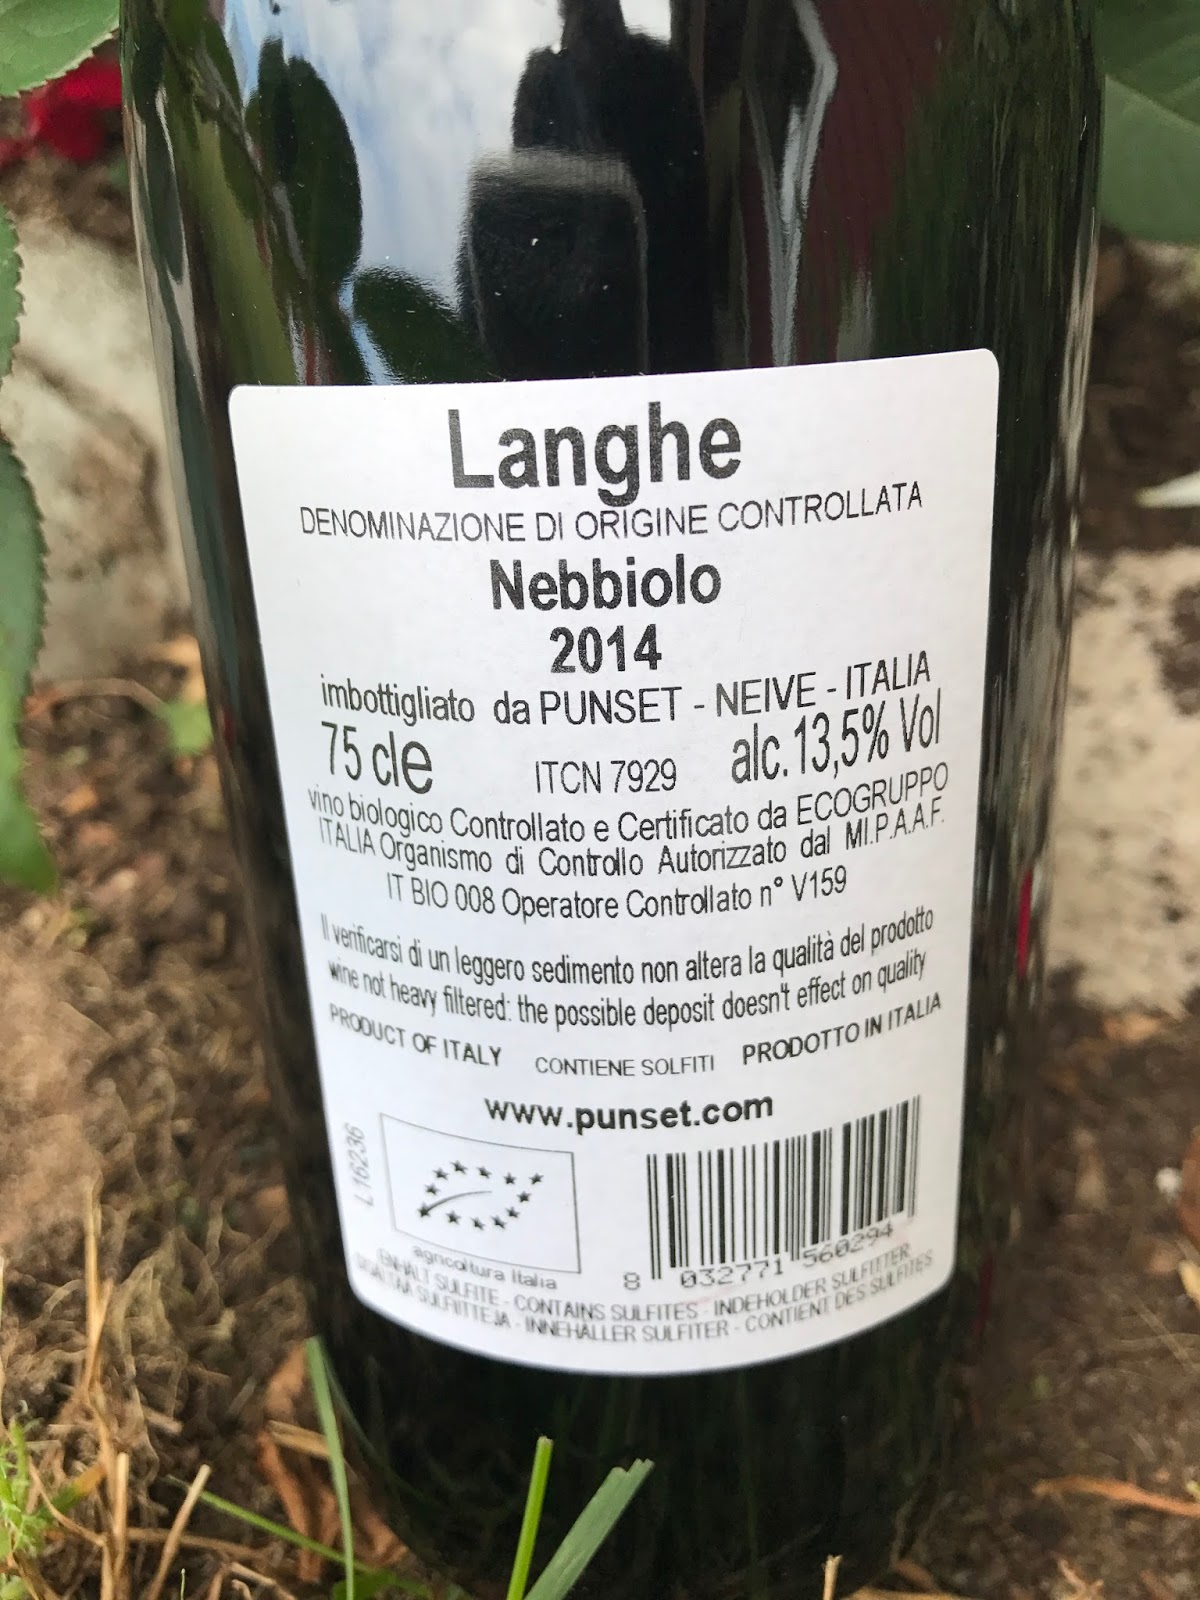 Langhe
DENOMINAZIONE DI ORIGINE CONTROLLATA
Nebbiolo
2014
imbottigliato da PUNSET - NEIVE - ITALIA
75 cl e ITCN 7929 alc. 13,5% Vol
vino biologico Controllato e Certificato da ECOGRUPPO
ITALIA Organismo di Controllo Autorizzato dal MI.P.A.A.F.
IT BIO 008 Operatore Controllato n° V159
Il verificarsi di un leggero sedimento non altera la qualità del prodotto
wine not heavy filtered: the possible deposit doesn't effect on quality
PRODUCT OF ITALY CONTIENE SOLFITI PRODOTTO IN ITALIA
www.punset.com
L 16236
agricoltura Italia
8 032771 560294
ENHALT SULFITE - CONTAINS SULFITES - INDEHOLDER SULFITTER
SULFIITTEJA - INNEHÅLLER SULFITER - CONTIENT DES SULFITES